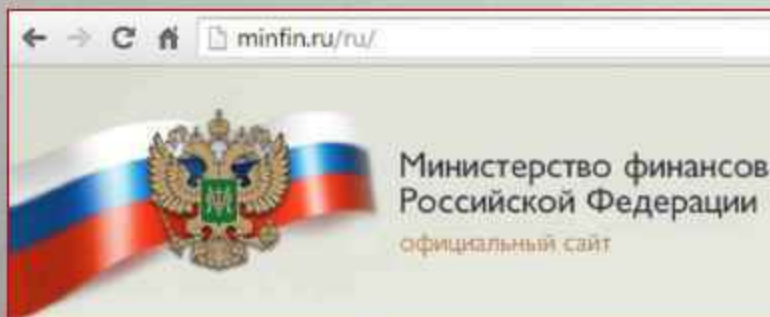 minfin.ru/ru/
Министерство финансов
Российской Федерации
официальный сайт